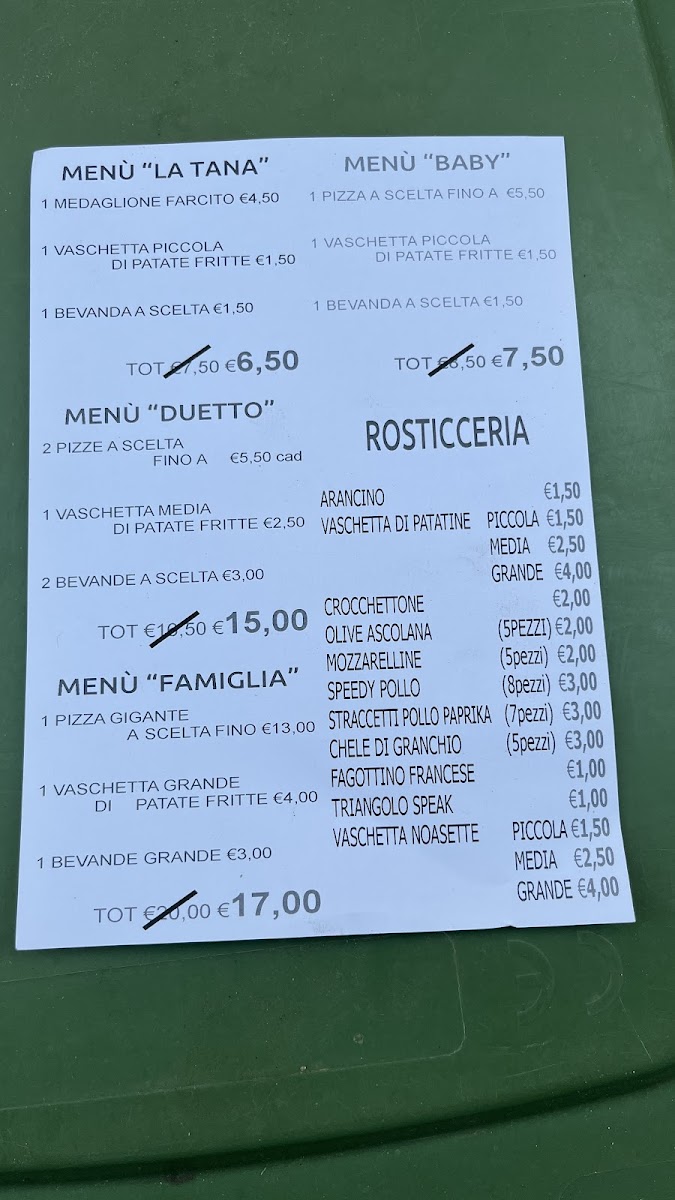 MENÙ "LA TANA"
1 MEDAGLIONE FARCITO €4,50
1 VASCHETTA PICCOLA
DI PATATE FRITTE €1,50
1 BEVANDA A SCELTA €1,50
TOT €7,50 €6,50
MENÙ "DUETTO"
2 PIZZE A SCELTA
FINO A €5,50 cad
1 VASCHETTA MEDIA
DI PATATE FRITTE €2,50
2 BEVANDE A SCELTA €3,00
TOT €16,50 €15,00
MENÙ "FAMIGLIA"
1 PIZZA GIGANTE
A SCELTA FINO €13,00
1 VASCHETTA GRANDE
DI PATATE FRITTE €4,00
1 BEVANDE GRANDE €3,00
TOT €20,00 €17,00
MENÙ "BABY"
1 PIZZA A SCELTA FINO A €5,50
1 VASCHETTA PICCOLA
DI PATATE FRITTE €1,50
1 BEVANDA A SCELTA €1,50
TOT €8,50 €7,50
ROSTICCERIA
ARANCINO €1,50
VASCHETTA DI PATATINE PICCOLA €1,50
MEDIA €2,50
GRANDE €4,00
CROCCHETTONE €2,00
OLIVE ASCOLANA (5PEZZI) €2,00
MOZZARELLINE (5pezzi) €2,00
SPEEDY POLLO (8pezzi) €3,00
STRACCETTI POLLO PAPRIKA (7pezzi) €3,00
CHELE DI GRANCHIO (5pezzi) €3,00
FAGOTTINO FRANCESE €1,00
TRIANGOLO SPEAK €1,00
VASCHETTA NOASETTE PICCOLA €1,50
MEDIA €2,50
GRANDE €4,00
CE